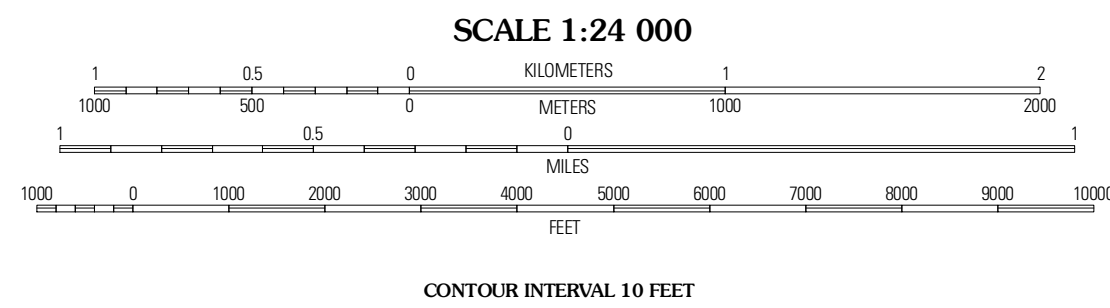 SCALE 1:24 000
1 0.5 0 KILOMETERS 1 2
1000 500 0 METERS 1000 2000
1 0.5 0 1
MILES
1000 0 1000 2000 3000 4000 5000 6000 7000 8000 9000 10000
FEET
CONTOUR INTERVAL 10 FEET